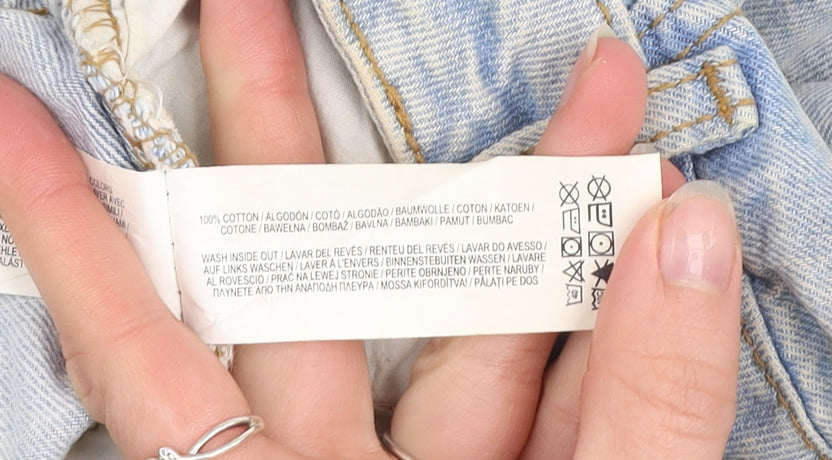 100% COTTON / ALGODÓN / COTÓ / ALGODÃO / BAUMWOLLE / COTON / KATOEN /
COTONE / BAWEŁNA / BOMBAŽ / BAVLNA / BAMBAKI / PAMUT / BUMBAC
WASH INSIDE OUT / LAVAR DEL REVÉS / RENTEU DEL REVÉS / LAVAR DO AVESSO /
AUF LINKS WASCHEN / LAVER À L'ENVERS / BINNENSTEBUITEN WASSEN / LAVARE
AL ROVESCIO / PRAĆ NA LEWEJ STRONIE / PERITE OBRNJENO / PERTE NARUBY /
ΠΛΥΝΕΤΕ ΑΠΟ ΤΗΝ ΑΝΑΠΟΔΗ ΠΛΕΥΡΑ / MOSSA KIFORDÍTVA! / PĂLAȚI PE DOS